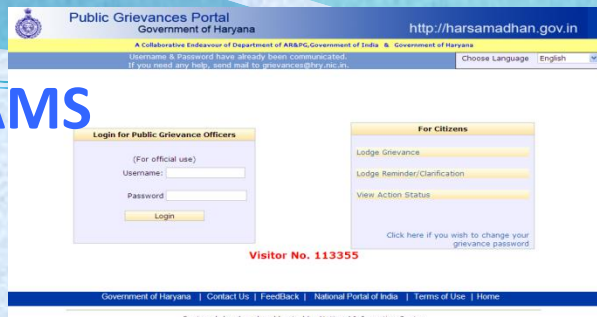 Public Grievances Portal
Government of Haryana
http://harsamadhan.gov.in
A Collaborative Endeavour of Department of AR&PG,Government of India & Government of Haryana
Username & Password have already been communicated.
If you need any help, send mail to grievances@hry.nic.in.
Choose Language English
AMS
Login for Public Grievance Officers
(For official use)
Username:
Password
Login
For Citizens
Lodge Grievance
Lodge Reminder/Clarification
View Action Status
Click here if you wish to change your
grievance password
Visitor No. 113355
Government of Haryana | Contact Us | FeedBack | National Portal of India | Terms of Use | Home